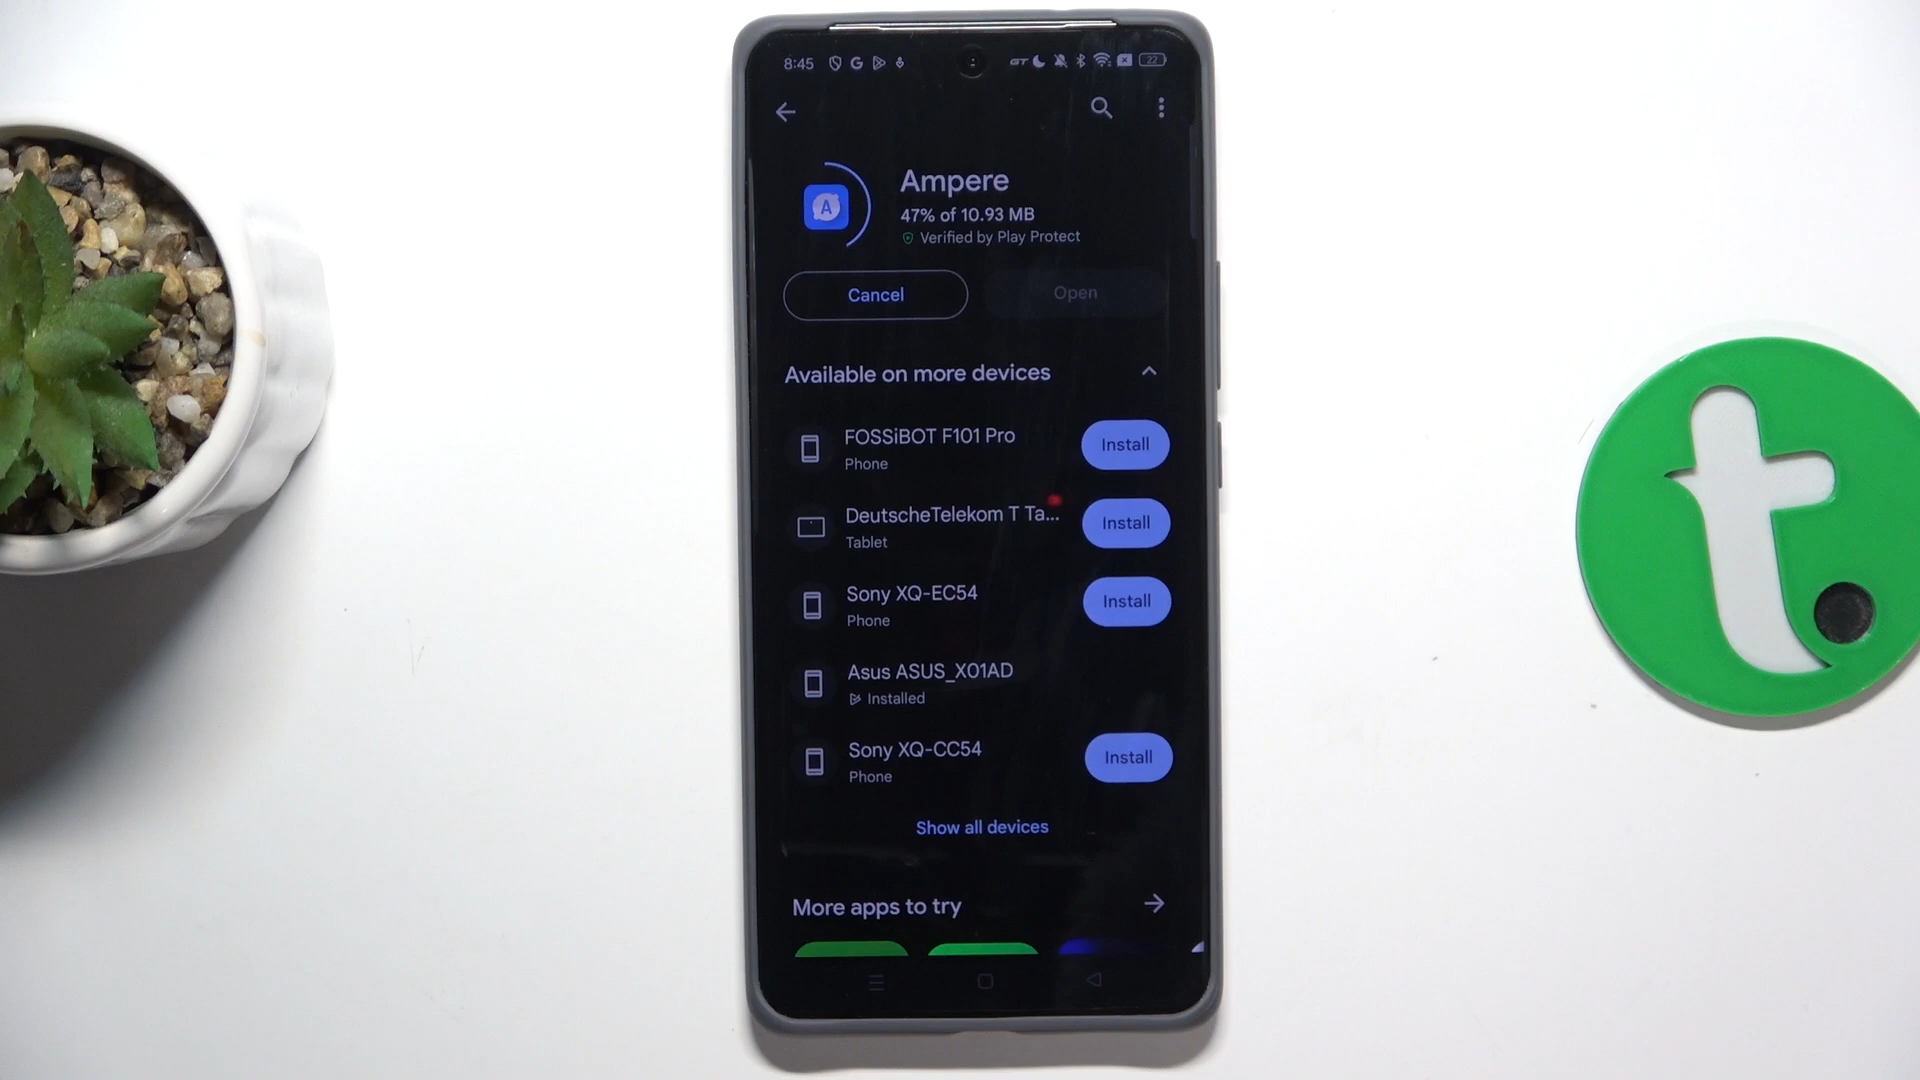 8:45 G GT 22
Ampere
A
47% of 10.93 MB
Verified by Play Protect
Cancel Open
Available on more devices
FOSSiBOT F101 Pro
Phone
Install
DeutscheTelekom T Ta...
Tablet
Install
Sony XQ-EC54
Phone
Install
Asus ASUS_X01AD
Installed
Sony XQ-CC54
Phone
Install
Show all devices
More apps to try
t